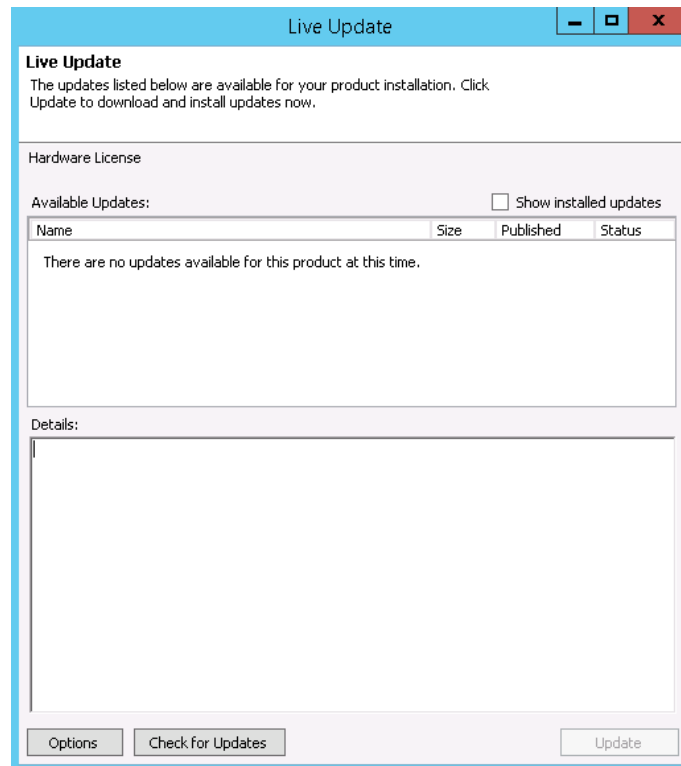 Live Update
Live Update
The updates listed below are available for your product installation. Click
Update to download and install updates now.
Hardware License
Available Updates:
Show installed updates
Name Size Published Status
There are no updates available for this product at this time.
Details:
Options Check for Updates Update